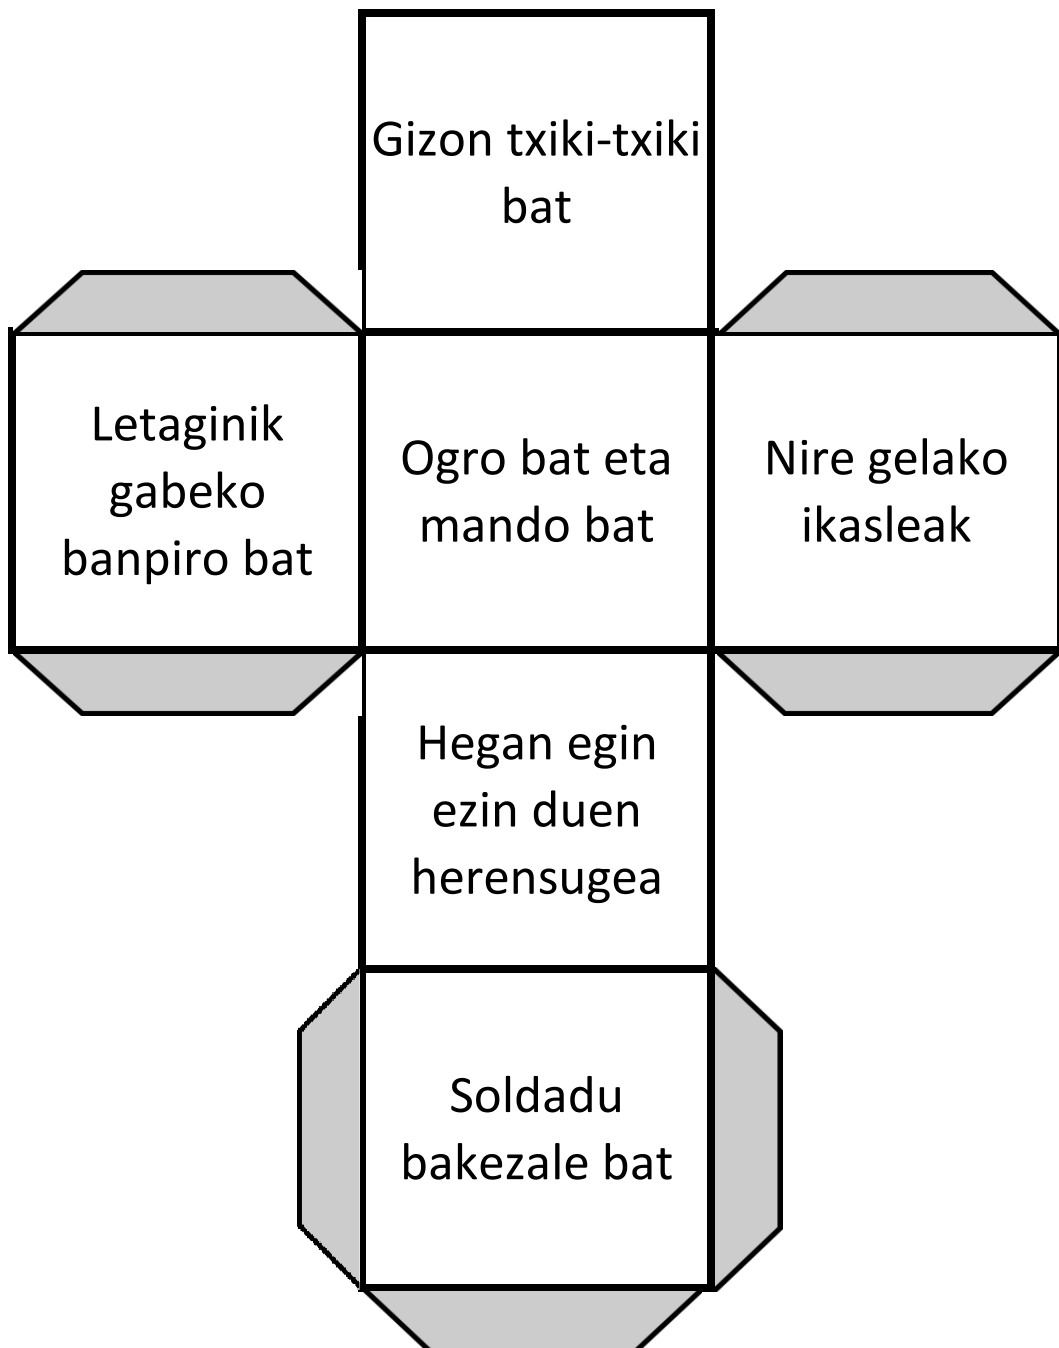 Gizon txiki-txiki
bat
Letaginik
gabeko
banpiro bat
Ogro bat eta
mando bat
Nire gelako
ikasleak
Hegan egin
ezin duen
herensugea
Soldadu
bakezale bat